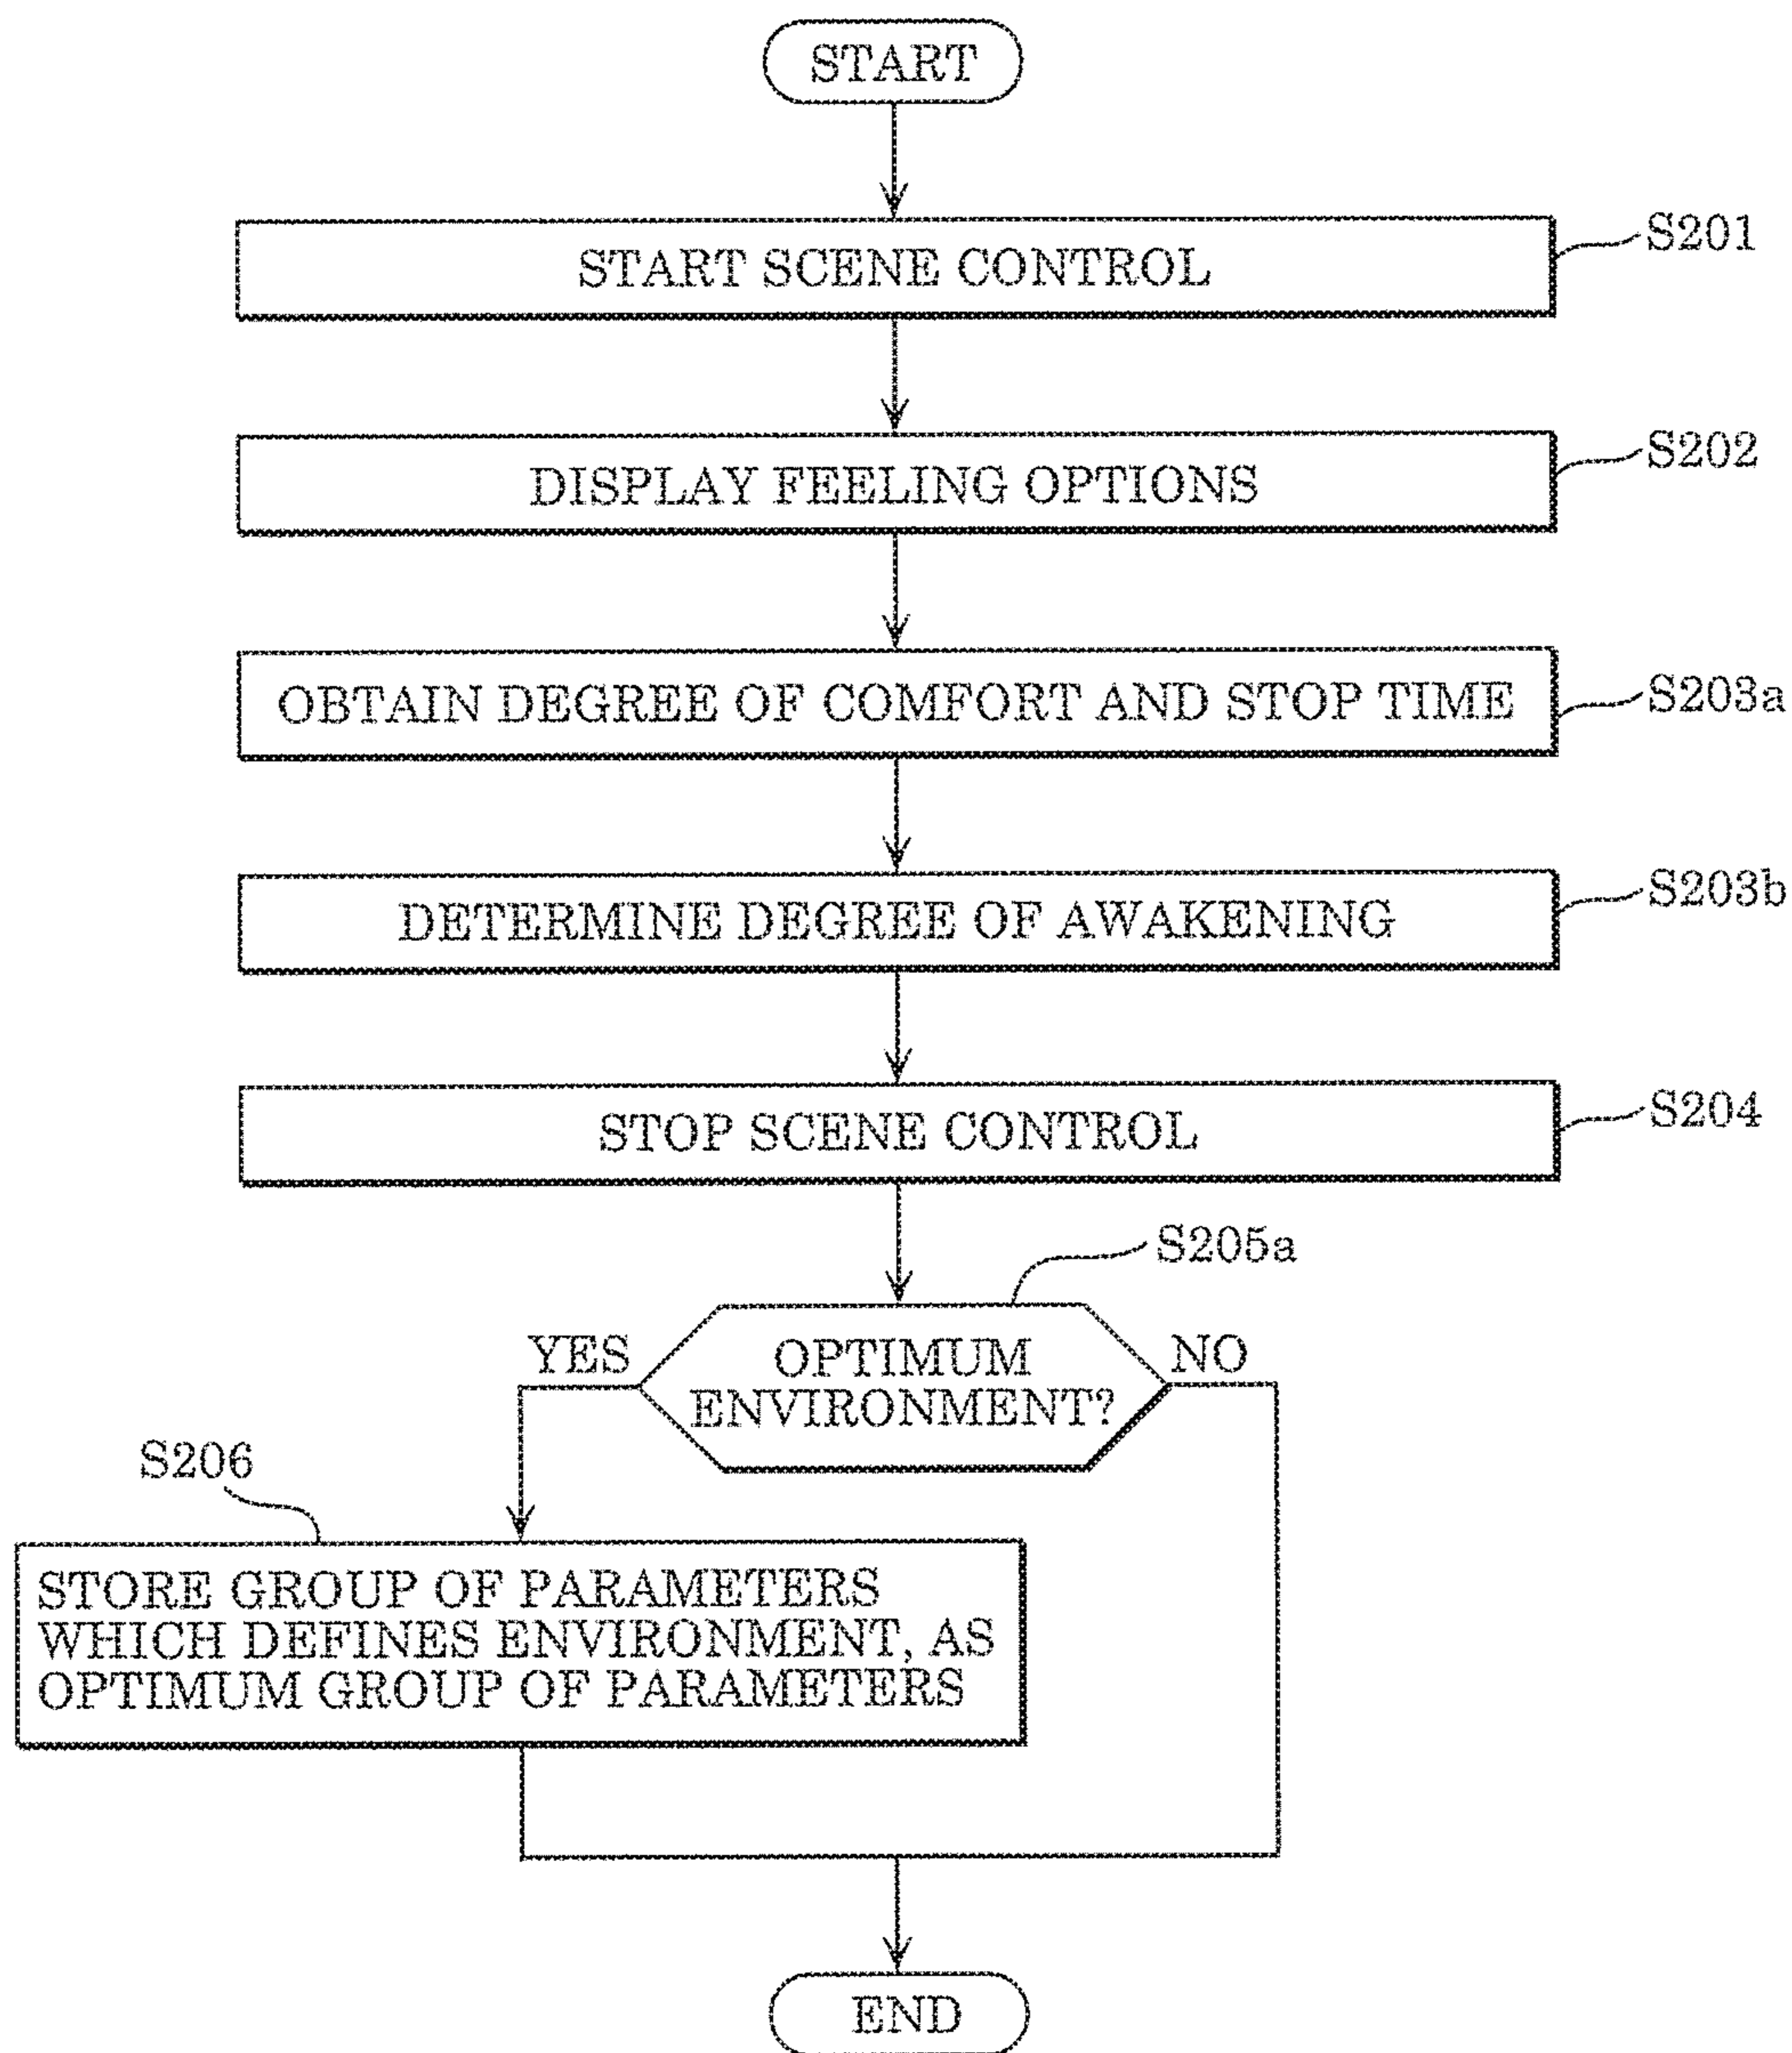 START
START SCENE CONTROL
S201
DISPLAY FEELING OPTIONS
S202
OBTAIN DEGREE OF COMFORT AND STOP TIME
S203a
DETERMINE DEGREE OF AWAKENING
S203b
STOP SCENE CONTROL
S204
S205a
YES
OPTIMUM
ENVIRONMENT?
NO
S206
STORE GROUP OF PARAMETERS
WHICH DEFINES ENVIRONMENT, AS
OPTIMUM GROUP OF PARAMETERS
END